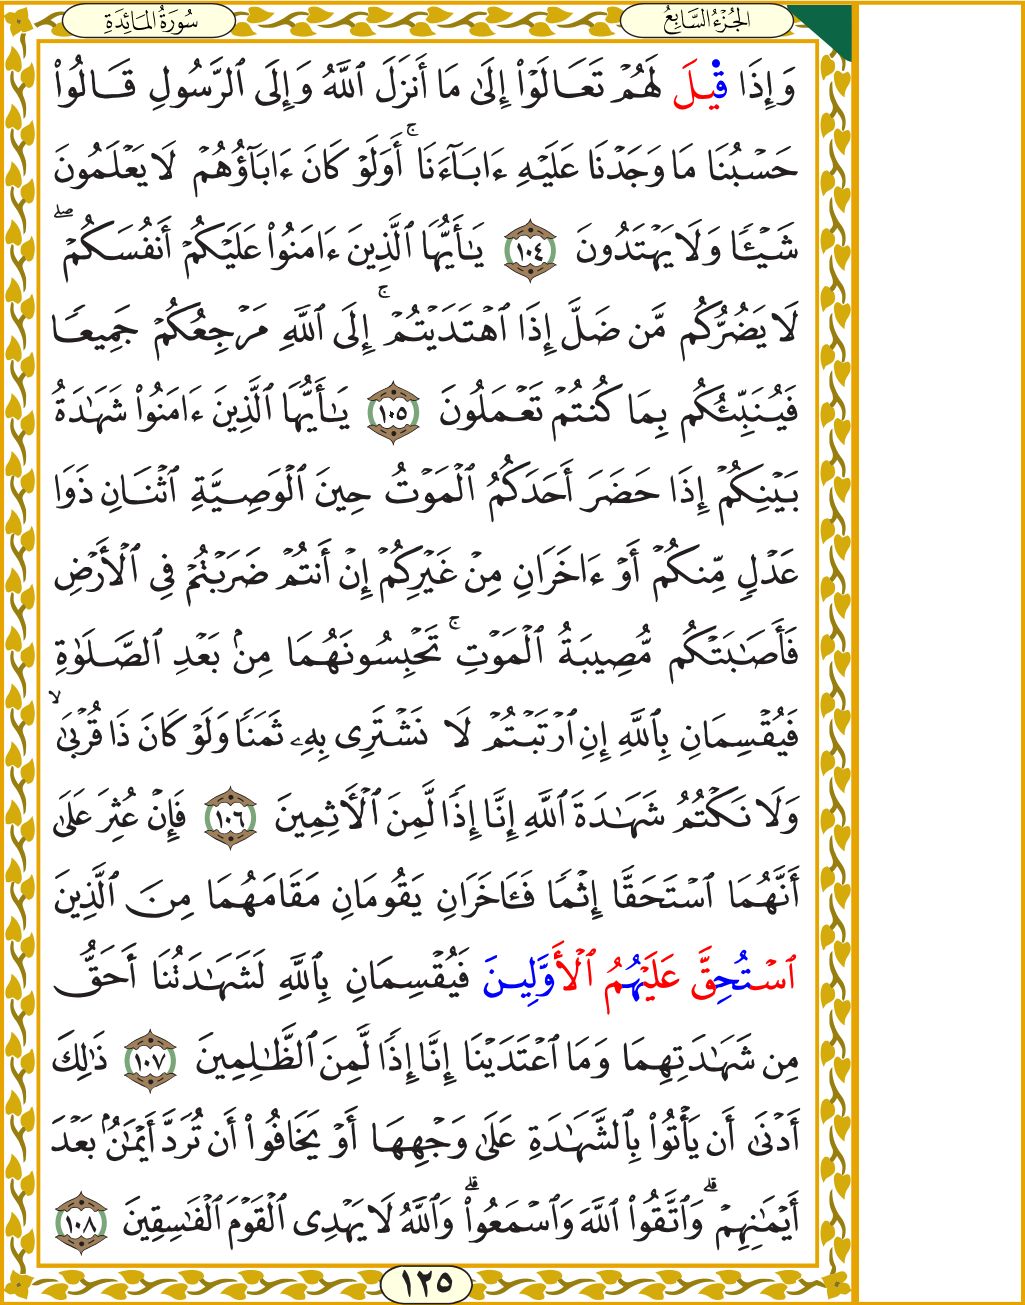 سُورَةُ المَائدَةِ
الجُزْءُ السَّابِعُ
وَإِذَا قِيلَ لَهُمْ تَعَالَوْا۟ إِلَىٰ مَآ أَنزَلَ ٱللَّهُ وَإِلَى ٱلرَّسُولِ قَالُوا۟
حَسْبُنَا مَا وَجَدْنَا عَلَيْهِ ءَابَآءَنَآ ۚ أَوَلَوْ كَانَ ءَابَآؤُهُمْ لَا يَعْلَمُونَ
شَيْـًٔا وَلَا يَهْتَدُونَ ١٠٤ يَـٰٓأَيُّهَا ٱلَّذِينَ ءَامَنُوا۟ عَلَيْكُمْ أَنفُسَكُمْ ۖ
لَا يَضُرُّكُم مَّن ضَلَّ إِذَا ٱهْتَدَيْتُمْ ۚ إِلَى ٱللَّهِ مَرْجِعُكُمْ جَمِيعًا
فَيُنَبِّئُكُم بِمَا كُنتُمْ تَعْمَلُونَ ١٠٥ يَـٰٓأَيُّهَا ٱلَّذِينَ ءَامَنُوا۟ شَهَـٰدَةُ
بَيْنِكُمْ إِذَا حَضَرَ أَحَدَكُمُ ٱلْمَوْتُ حِينَ ٱلْوَصِيَّةِ ٱثْنَانِ ذَوَا
عَدْلٍ مِّنكُمْ أَوْ ءَاخَرَانِ مِنْ غَيْرِكُمْ إِنْ أَنتُمْ ضَرَبْتُمْ فِى ٱلْأَرْضِ
فَأَصَـٰبَتْكُم مُّصِيبَةُ ٱلْمَوْتِ ۚ تَحْبِسُونَهُمَا مِنۢ بَعْدِ ٱلصَّلَوٰةِ
فَيُقْسِمَانِ بِٱللَّهِ إِنِ ٱرْتَبْتُمْ لَا نَشْتَرِى بِهِۦ ثَمَنًا وَلَوْ كَانَ ذَا قُرْبَىٰ ۙ
وَلَا نَكْتُمُ شَهَـٰدَةَ ٱللَّهِ إِنَّآ إِذًا لَّمِنَ ٱلْـَٔاثِمِينَ ١٠٦ فَإِنْ عُثِرَ عَلَىٰٓ
أَنَّهُمَا ٱسْتَحَقَّآ إِثْمًا فَـَٔاخَرَانِ يَقُومَانِ مَقَامَهُمَا مِنَ ٱلَّذِينَ
ٱسْتُحِقَّ عَلَيْهُمُ ٱلْأَوَّلِينَ فَيُقْسِمَانِ بِٱللَّهِ لَشَهَـٰدَتُنَآ أَحَقُّ
مِن شَهَـٰدَتِهِمَا وَمَا ٱعْتَدَيْنَآ إِنَّآ إِذًا لَّمِنَ ٱلظَّـٰلِمِينَ ١٠٧ ذَٰلِكَ
أَدْنَىٰٓ أَن يَأْتُوا۟ بِٱلشَّهَـٰدَةِ عَلَىٰ وَجْهِهَآ أَوْ يَخَافُوٓا۟ أَن تُرَدَّ أَيْمَـٰنٌۢ بَعْدَ
أَيْمَـٰنِهِمْ ۗ وَٱتَّقُوا۟ ٱللَّهَ وَٱسْمَعُوا۟ ۗ وَٱللَّهُ لَا يَهْدِى ٱلْقَوْمَ ٱلْفَـٰسِقِينَ ١٠٨
١٢٥